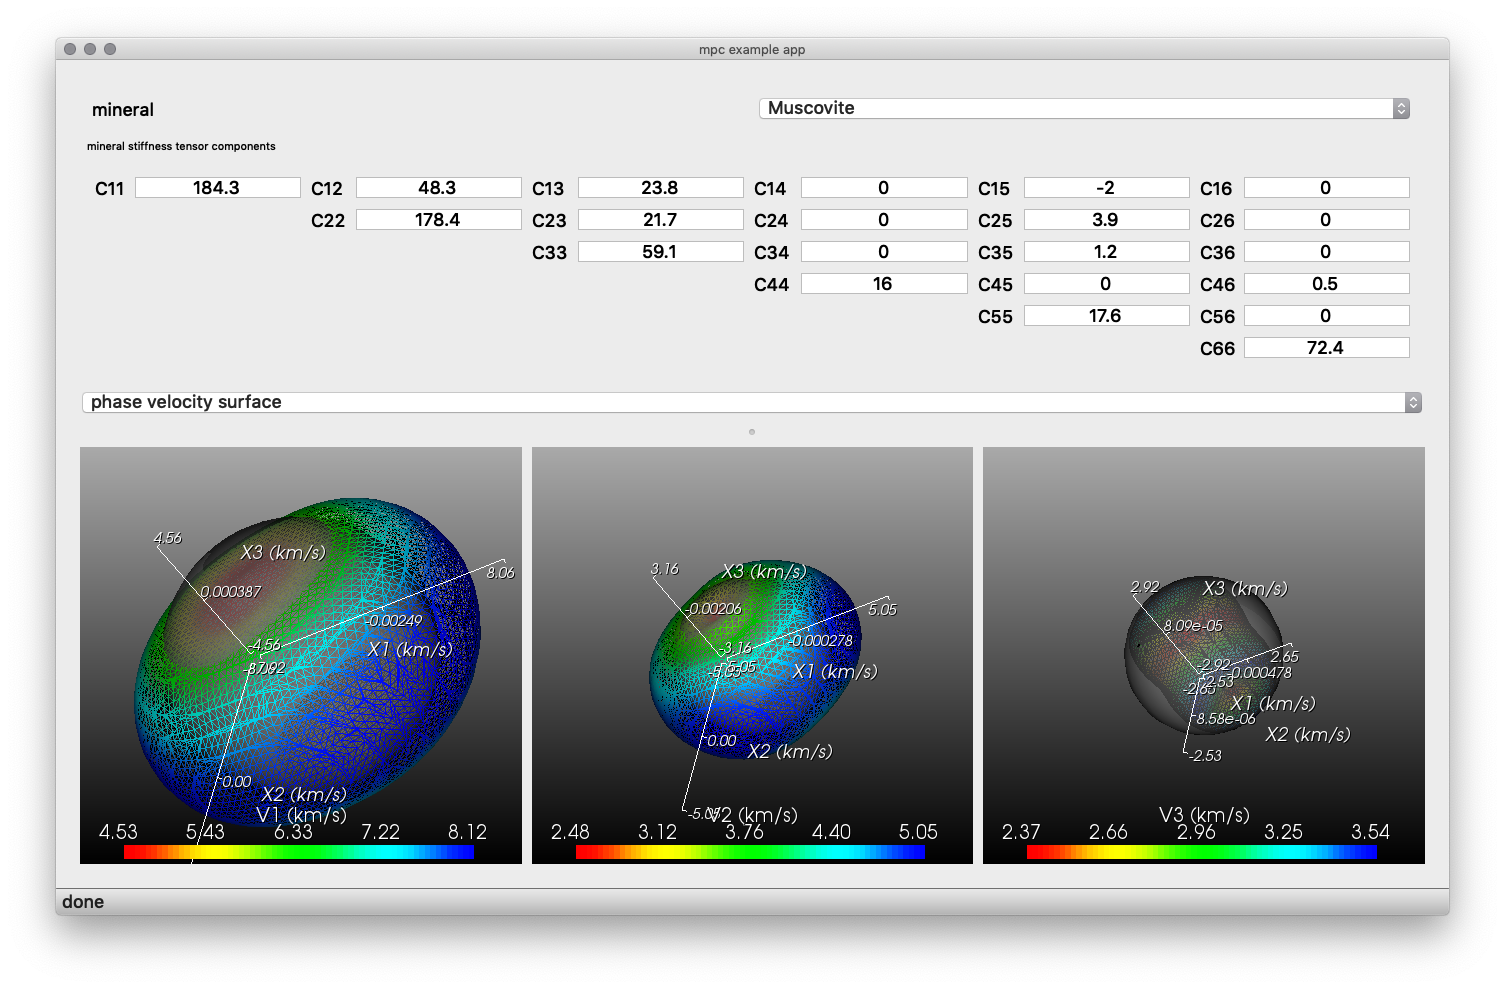 mpc example app
mineral
Muscovite
mineral stiffness tensor components
C11 184.3 C12 48.3 C13 23.8 C14 0 C15 -2 C16 0
C22 178.4 C23 21.7 C24 0 C25 3.9 C26 0
C33 59.1 C34 0 C35 1.2 C36 0
C44 16 C45 0 C46 0.5
C55 17.6 C56 0
C66 72.4
phase velocity surface
4.56
X3 (km/s)
8.06
0.000387
-0.00249
-4.56
X1 (km/s)
0.00
X2 (km/s)
V1 (km/s)
4.53 5.43 6.33 7.22 8.12
3.16
X3 (km/s)
5.05
-0.00206
-0.000278
-3.16
X1 (km/s)
0.00
X2 (km/s)
V2 (km/s)
2.48 3.12 3.76 4.40 5.05
2.92
X3 (km/s)
8.09e-05
2.65
-2.92
-0.000478
2.53
-2.65
X1 (km/s)
8.58e-06
X2 (km/s)
-2.53
V3 (km/s)
2.37 2.66 2.96 3.25 3.54
done